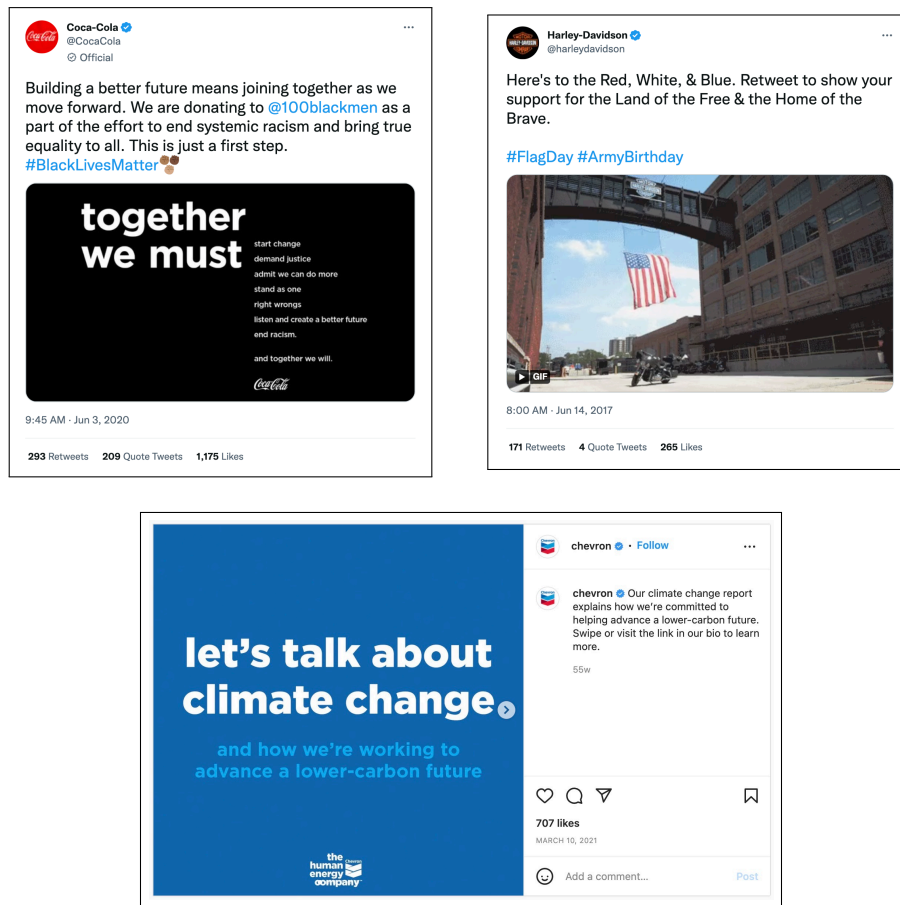 Coca-Cola
@CocaCola
Official
Building a better future means joining together as we
move forward. We are donating to @100blackmen as a
part of the effort to end systemic racism and bring true
equality to all. This is just a first step.
#BlackLivesMatter
together
we must
start change
demand justice
admit we can do more
stand as one
right wrongs
listen and create a better future
end racism.
and together we will.
Coca-Cola
9:45 AM · Jun 3, 2020
293 Retweets 209 Quote Tweets 1,175 Likes
Harley-Davidson
@harleydavidson
Here's to the Red, White, & Blue. Retweet to show your
support for the Land of the Free & the Home of the
Brave.
#FlagDay #ArmyBirthday
GIF
8:00 AM · Jun 14, 2017
171 Retweets 4 Quote Tweets 265 Likes
let's talk about
climate change
and how we're working to
advance a lower-carbon future
the
human
energy
company
Chevron
chevron · Follow
chevron Our climate change report
explains how we're committed to
helping advance a lower-carbon future.
Swipe or visit the link in our bio to learn
more.
55w
707 likes
MARCH 10, 2021
Add a comment... Post